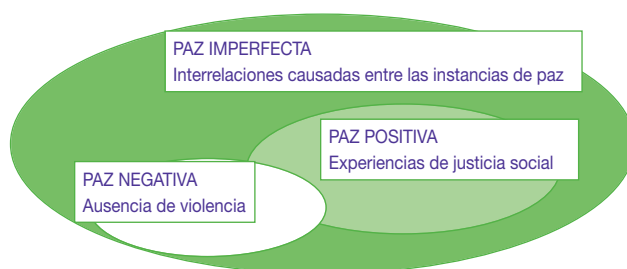 PAZ IMPERFECTA
Interrelaciones causadas entre las instancias de paz
PAZ POSITIVA
Experiencias de justicia social
PAZ NEGATIVA
Ausencia de violencia